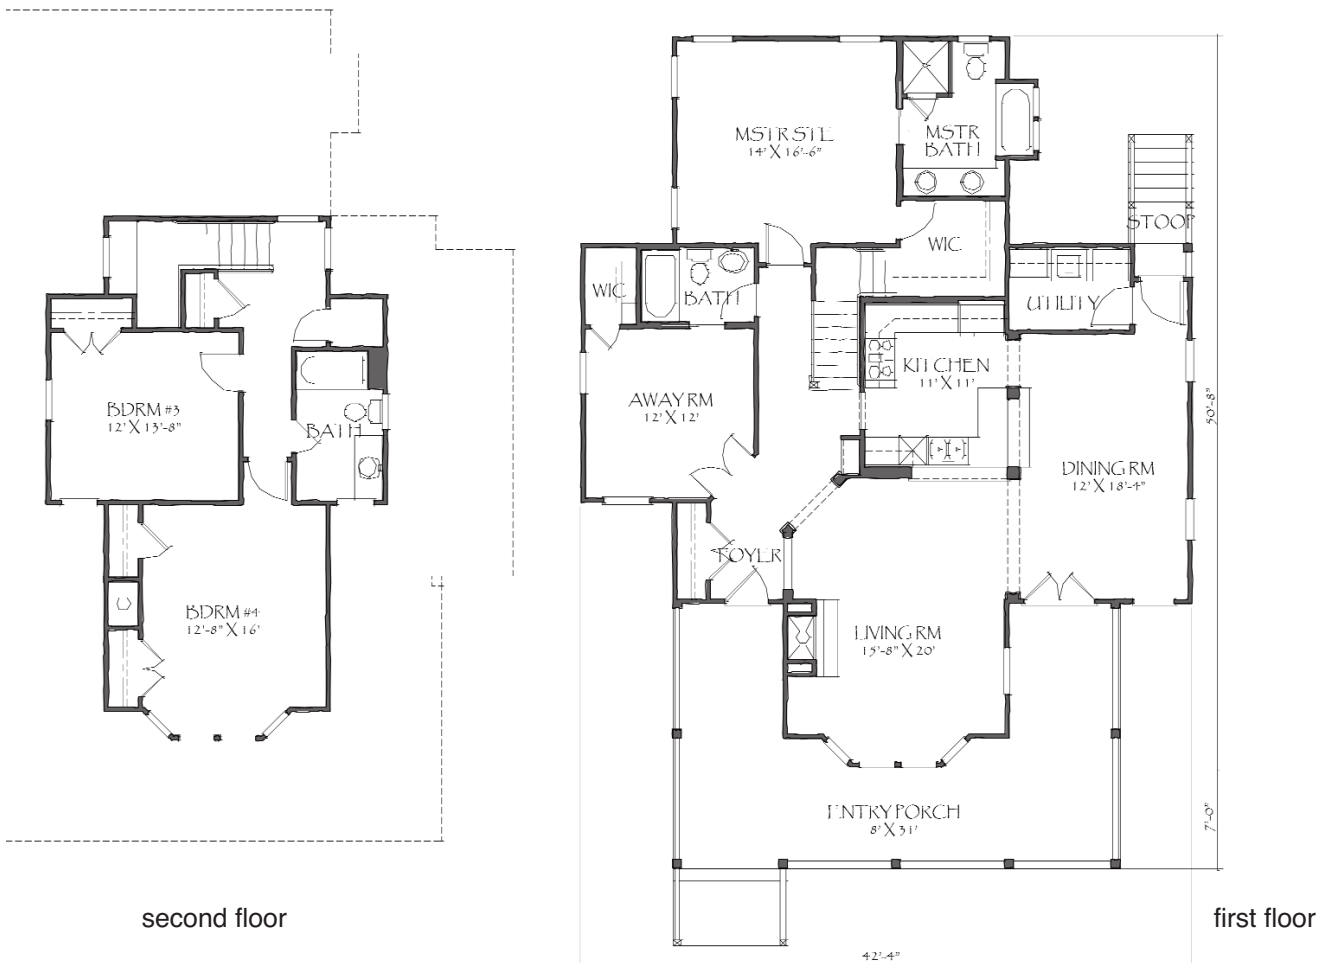 BDRM #3
12' X 13'-8"
BATH
BDRM #4
12'-8" X 16'
second floor
MSTR STE
14' X 16'-6"
MSTR
BATH
STOOP
WIC
WIC
BATH
UTILITY
KITCHEN
11' X 11'
AWAY RM
12' X 12'
50'-8"
DINING RM
12' X 18'-4"
FOYER
LIVING RM
15'-8" X 20'
ENTRY PORCH
8' X 31'
7'-0"
42'-4"
first floor